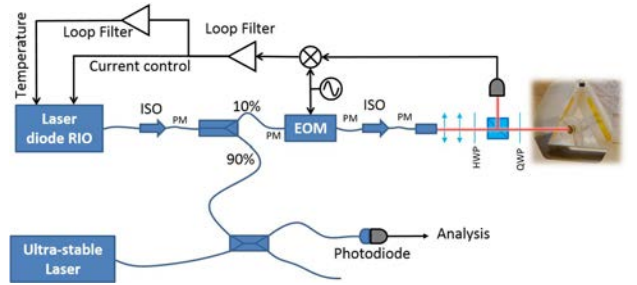 Temperature
Loop Filter
Loop Filter
Current control
Laser
diode RIO
ISO
PM
10%
PM
EOM
PM
ISO
PM
HWP
QWP
90%
Ultra-stable
Laser
Photodiode
Analysis